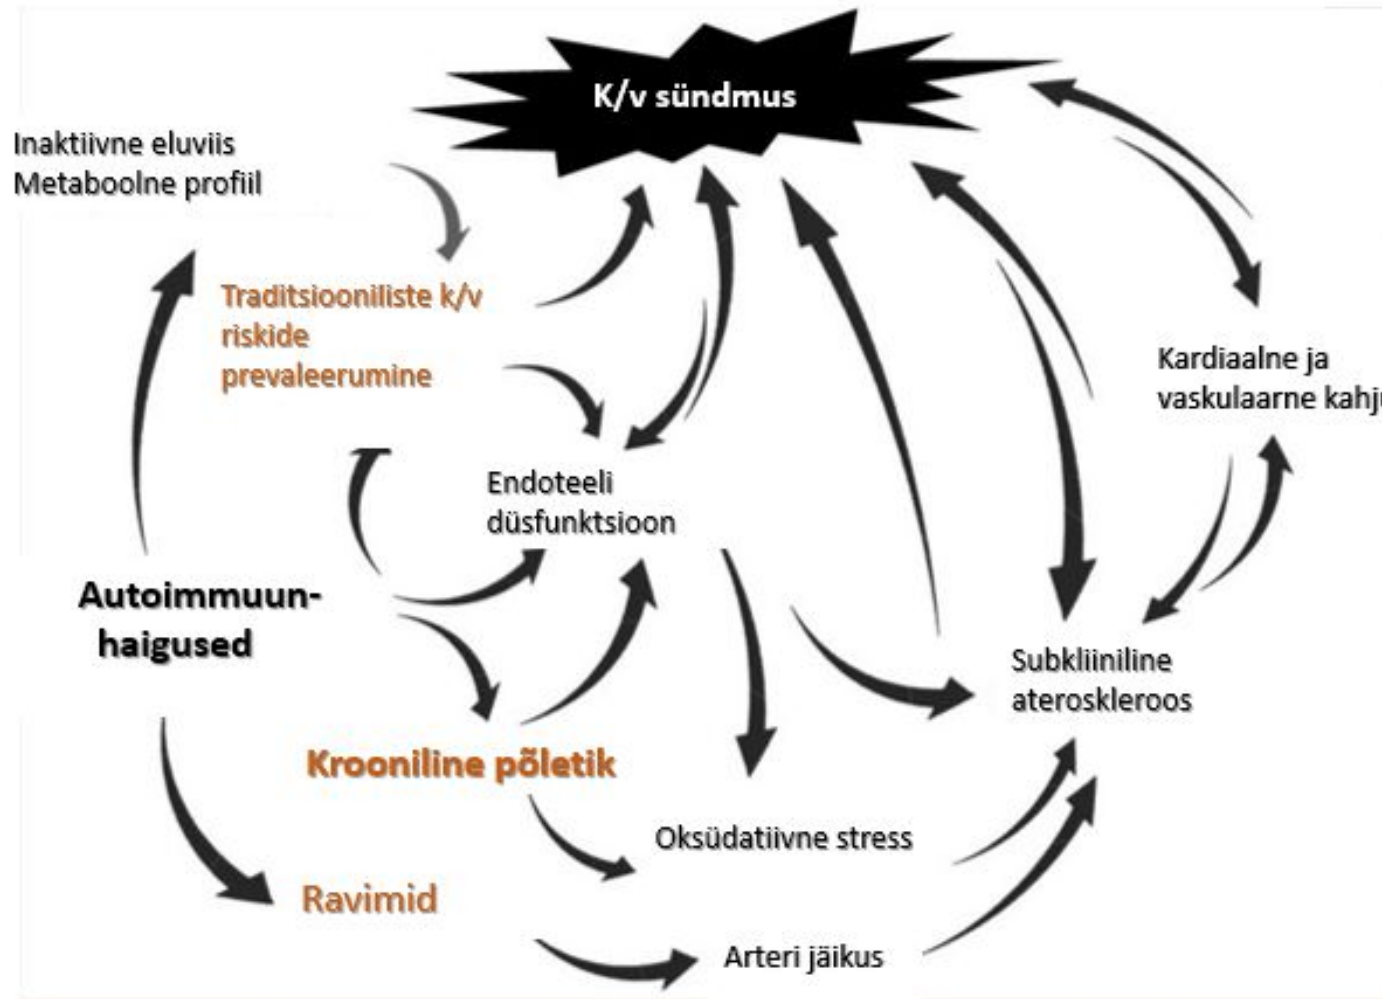 K/v sündmus
Inaktiivne eluviis
Metaboolne profiil
Traditsiooniliste k/v
riskide
prevaleerumine
Kardiaalne ja
vaskulaarne
Endoteeli
düsfunktsioon
Autoimmuun-
haigused
Subkliiniline
ateroskleroos
Krooniline põletik
Oksüdatiivne stress
Ravimid
Arteri jäikus